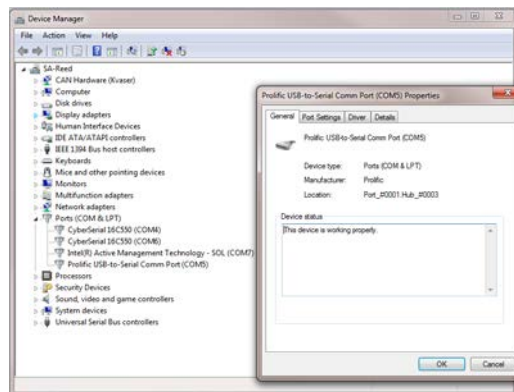 Device Manager
File Action View Help
SA-Reed
CAN Hardware (Kvaser)
Computer
Disk drives
Display adapters
Human Interface Devices
IDE ATA/ATAPI controllers
IEEE 1394 Bus host controllers
Keyboards
Mice and other pointing devices
Monitors
Multifunction adapters
Network adapters
Ports (COM & LPT)
CyberSerial 16C550 (COM4)
CyberSerial 16C550 (COM6)
Intel(R) Active Management Technology - SOL (COM7)
Prolific USB-to-Serial Comm Port (COM5)
Processors
Security Devices
Sound, video and game controllers
System devices
Universal Serial Bus controllers
Prolific USB-to-Serial Comm Port (COM5) Properties
General Port Settings Driver Details
Prolific USB-to-Serial Comm Port (COM5)
Device type: Ports (COM & LPT)
Manufacturer: Prolific
Location: Port_#0001.Hub_#0003
Device status
This device is working properly.
OK Cancel